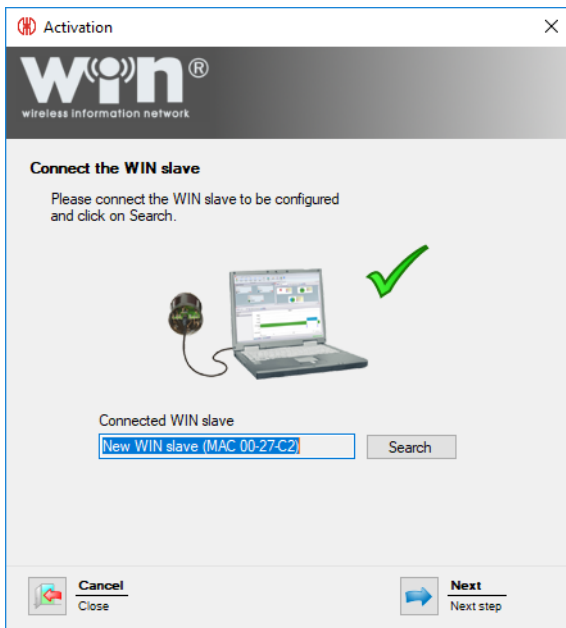 Activation
WIN®
wireless information network
Connect the WIN slave
Please connect the WIN slave to be configured
and click on Search.
Connected WIN slave
New WIN slave (MAC 00-27-C2)
Search
Cancel
Close
Next
Next step